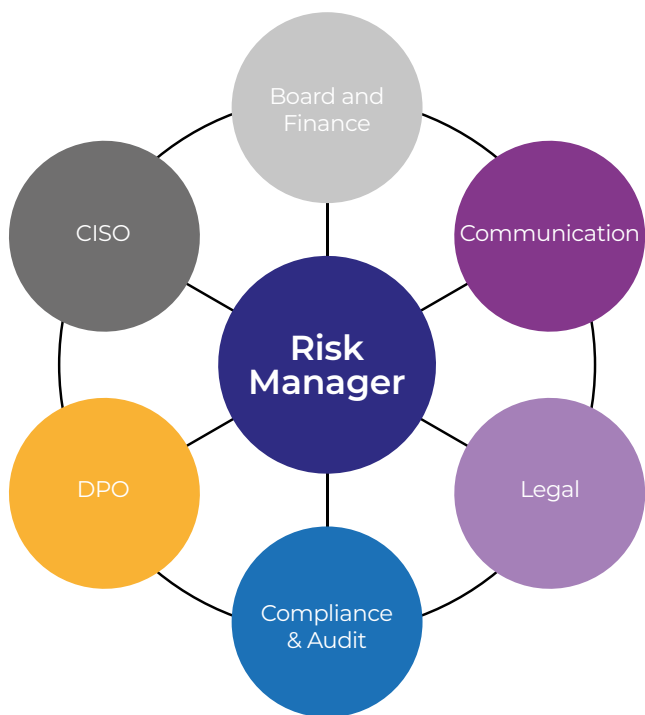 Board and
Finance
CISO
Communication
Risk
Manager
DPO
Legal
Compliance
& Audit